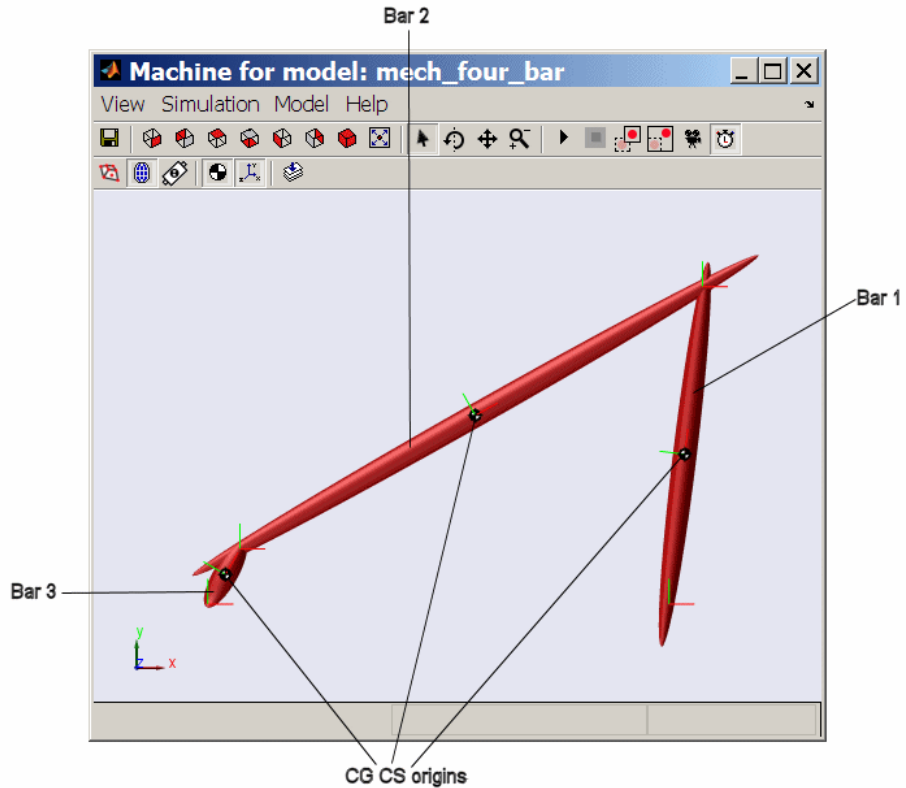 Bar 2
Machine for model: mech_four_bar
View Simulation Model Help
Bar 1
Bar 3
y
z x
CG CS origins